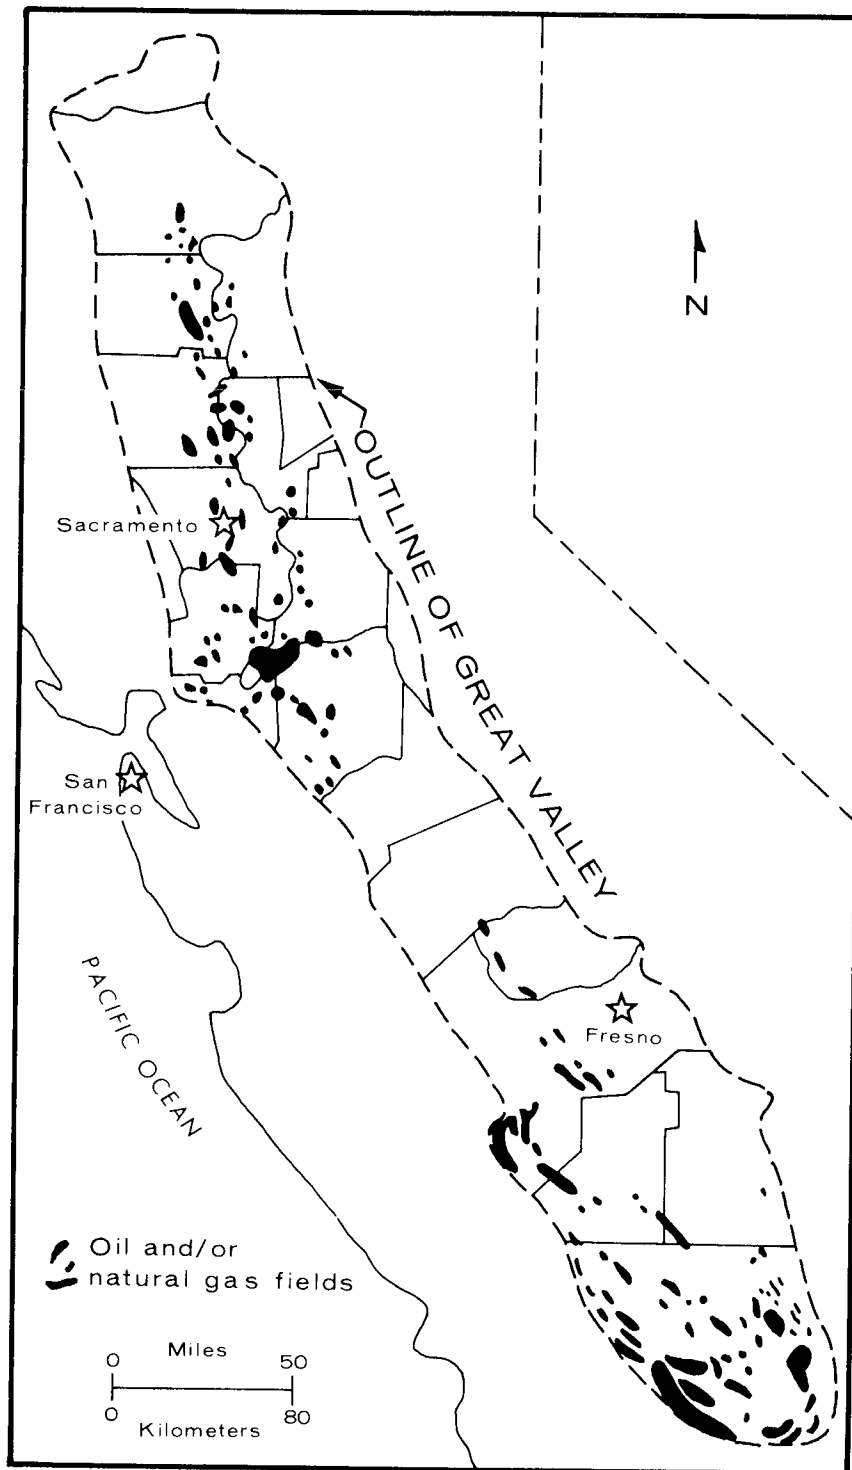 N
OUTLINE OF GREAT VALLEY
Sacramento
San
Francisco
PACIFIC OCEAN
Fresno
Oil and/or
natural gas fields
Miles
0 50
0 80
Kilometers